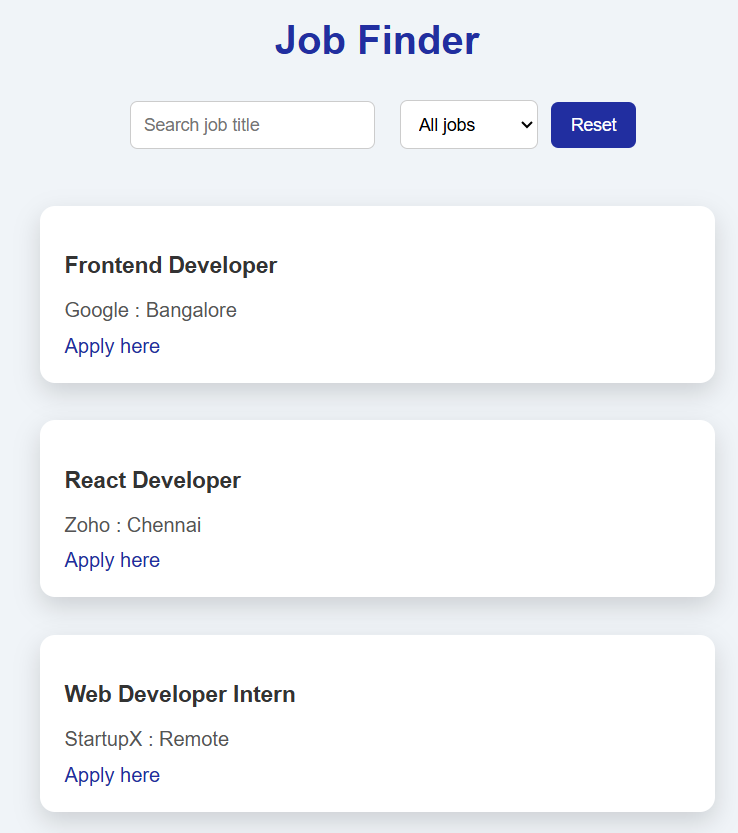 Job Finder
Search job title
All jobs
Reset
Frontend Developer
Google : Bangalore
Apply here
React Developer
Zoho : Chennai
Apply here
Web Developer Intern
StartupX : Remote
Apply here